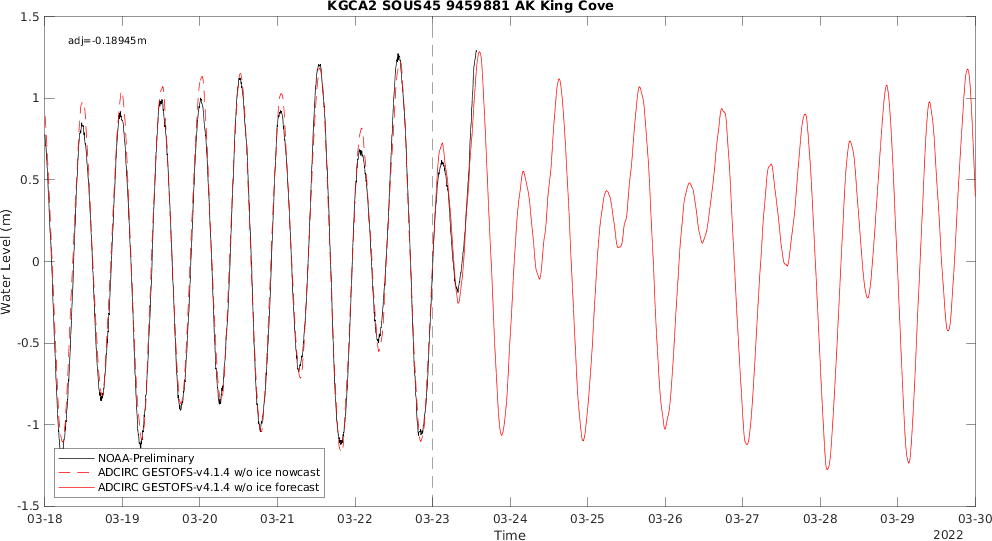 KGCA2 SOUS45 9459881 AK King Cove
adj=-0.18945m
1.5
1
0.5
0
-0.5
-1
-1.5
Water Level (m)
NOAA-Preliminary
ADCIRC GESTOFS-v4.1.4 w/o ice nowcast
ADCIRC GESTOFS-v4.1.4 w/o ice forecast
03-18 03-19 03-20 03-21 03-22 03-23 03-24 03-25 03-26 03-27 03-28 03-29 03-30
Time
2022